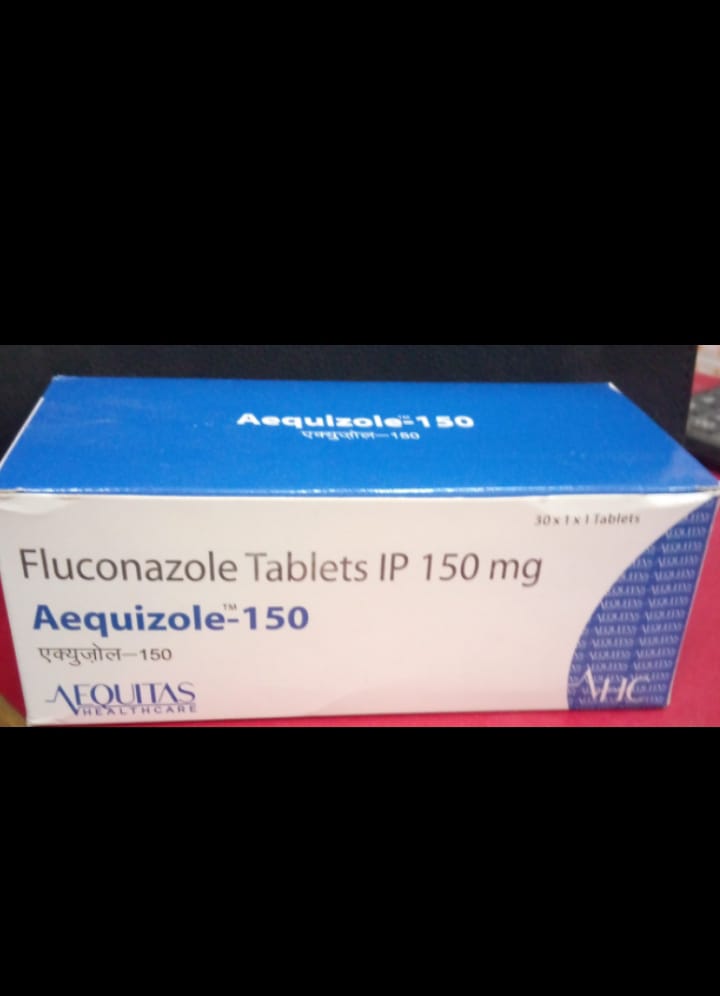 Aequizole™-150
एक्युज़ोल–150
30 x 1 x 1 Tablets
Fluconazole Tablets IP 150 mg
Aequizole™-150
एक्युज़ोल–150
AEQUITAS
HEALTHCARE
AHC